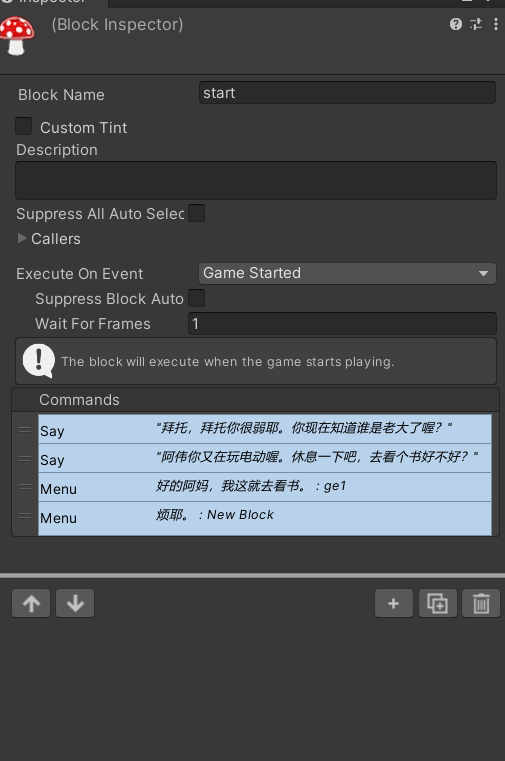 Inspector
(Block Inspector)
Block Name
start
Custom Tint
Description
Suppress All Auto Selec
Callers
Execute On Event
Game Started
Suppress Block Auto
Wait For Frames
1
The block will execute when the game starts playing.
Commands
Say "拜托，拜托你很弱耶。你现在知道谁是老大了喔？"
Say "阿伟你又在玩电动喔。休息一下吧，去看个书好不好？"
Menu 好的阿妈，我这就去看书。 : ge1
Menu 烦耶。 : New Block